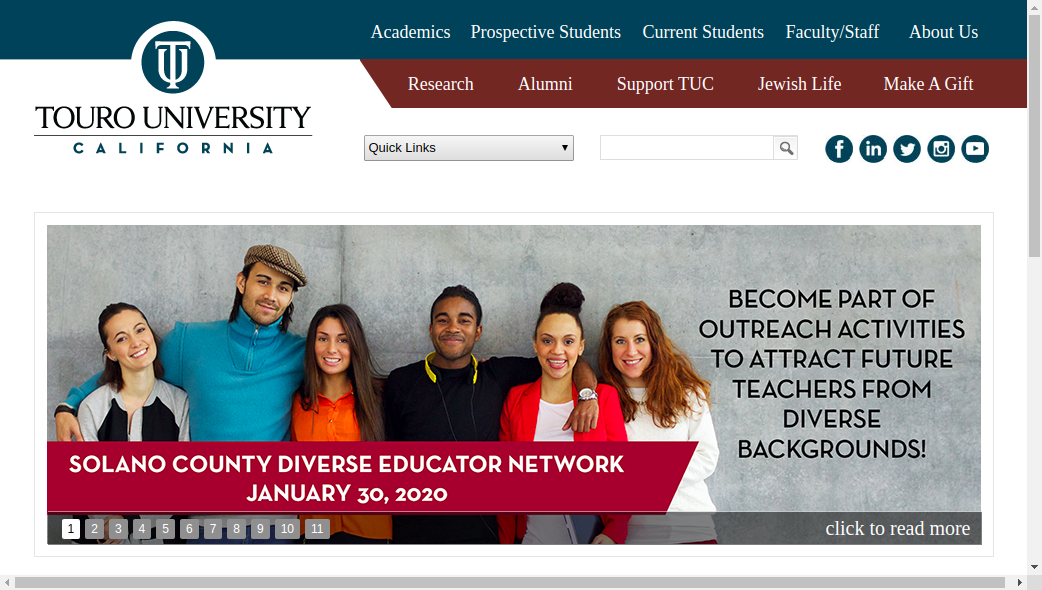 Academics Prospective Students Current Students Faculty/Staff About Us
Research Alumni Support TUC Jewish Life Make A Gift
TOURO UNIVERSITY
CALIFORNIA
Quick Links
BECOME PART OF
OUTREACH ACTIVITIES
TO ATTRACT FUTURE
TEACHERS FROM
DIVERSE
BACKGROUNDS!
SOLANO COUNTY DIVERSE EDUCATOR NETWORK
JANUARY 30, 2020
1 2 3 4 5 6 7 8 9 10 11
click to read more